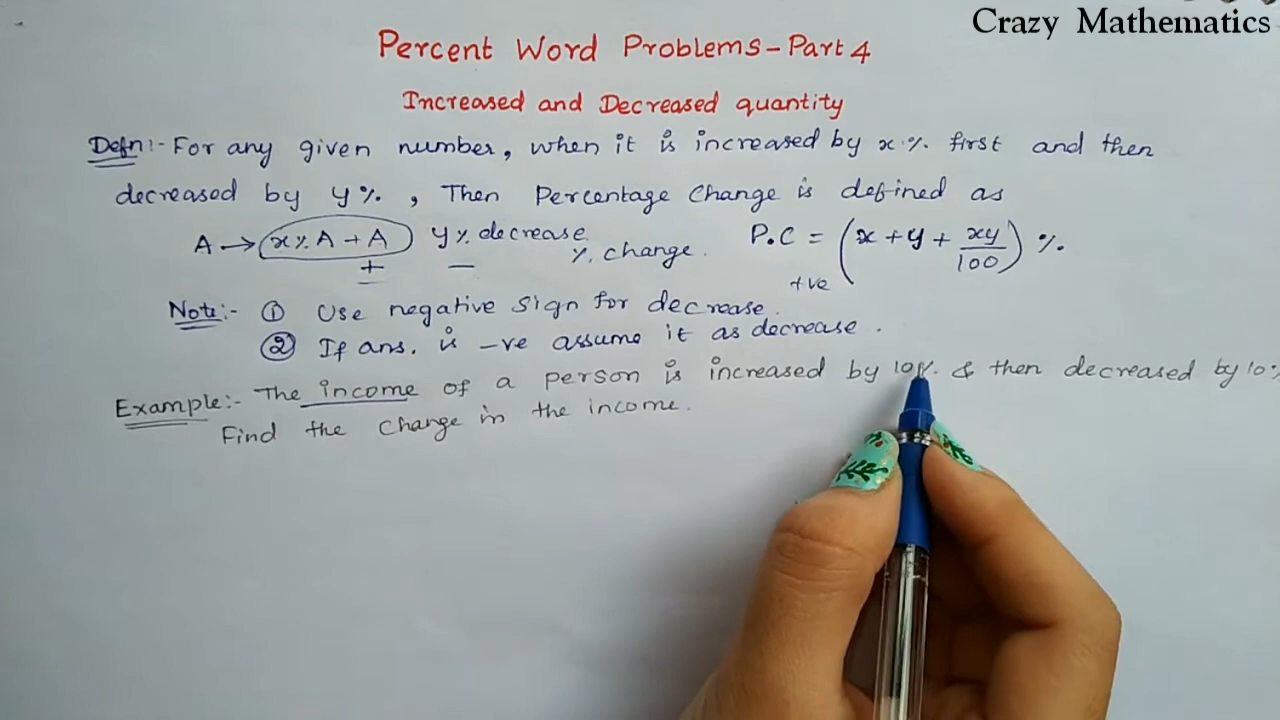 Crazy Mathematics
Percent Word Problems - Part 4
Increased and Decreased quantity
Defn:- For any given number, when it is increased by x% first and then
decreased by y%, Then Percentage Change is defined as
A → x% A + A y% decrease P.C = (x + y + xy/100) %
+ - % change. +ve
Note:- ① Use negative sign for decrease.
② If ans. is -ve assume it as decrease.
Example:- The income of a person is increased by 10%. & then decreased by 10%
Find the change in the income.